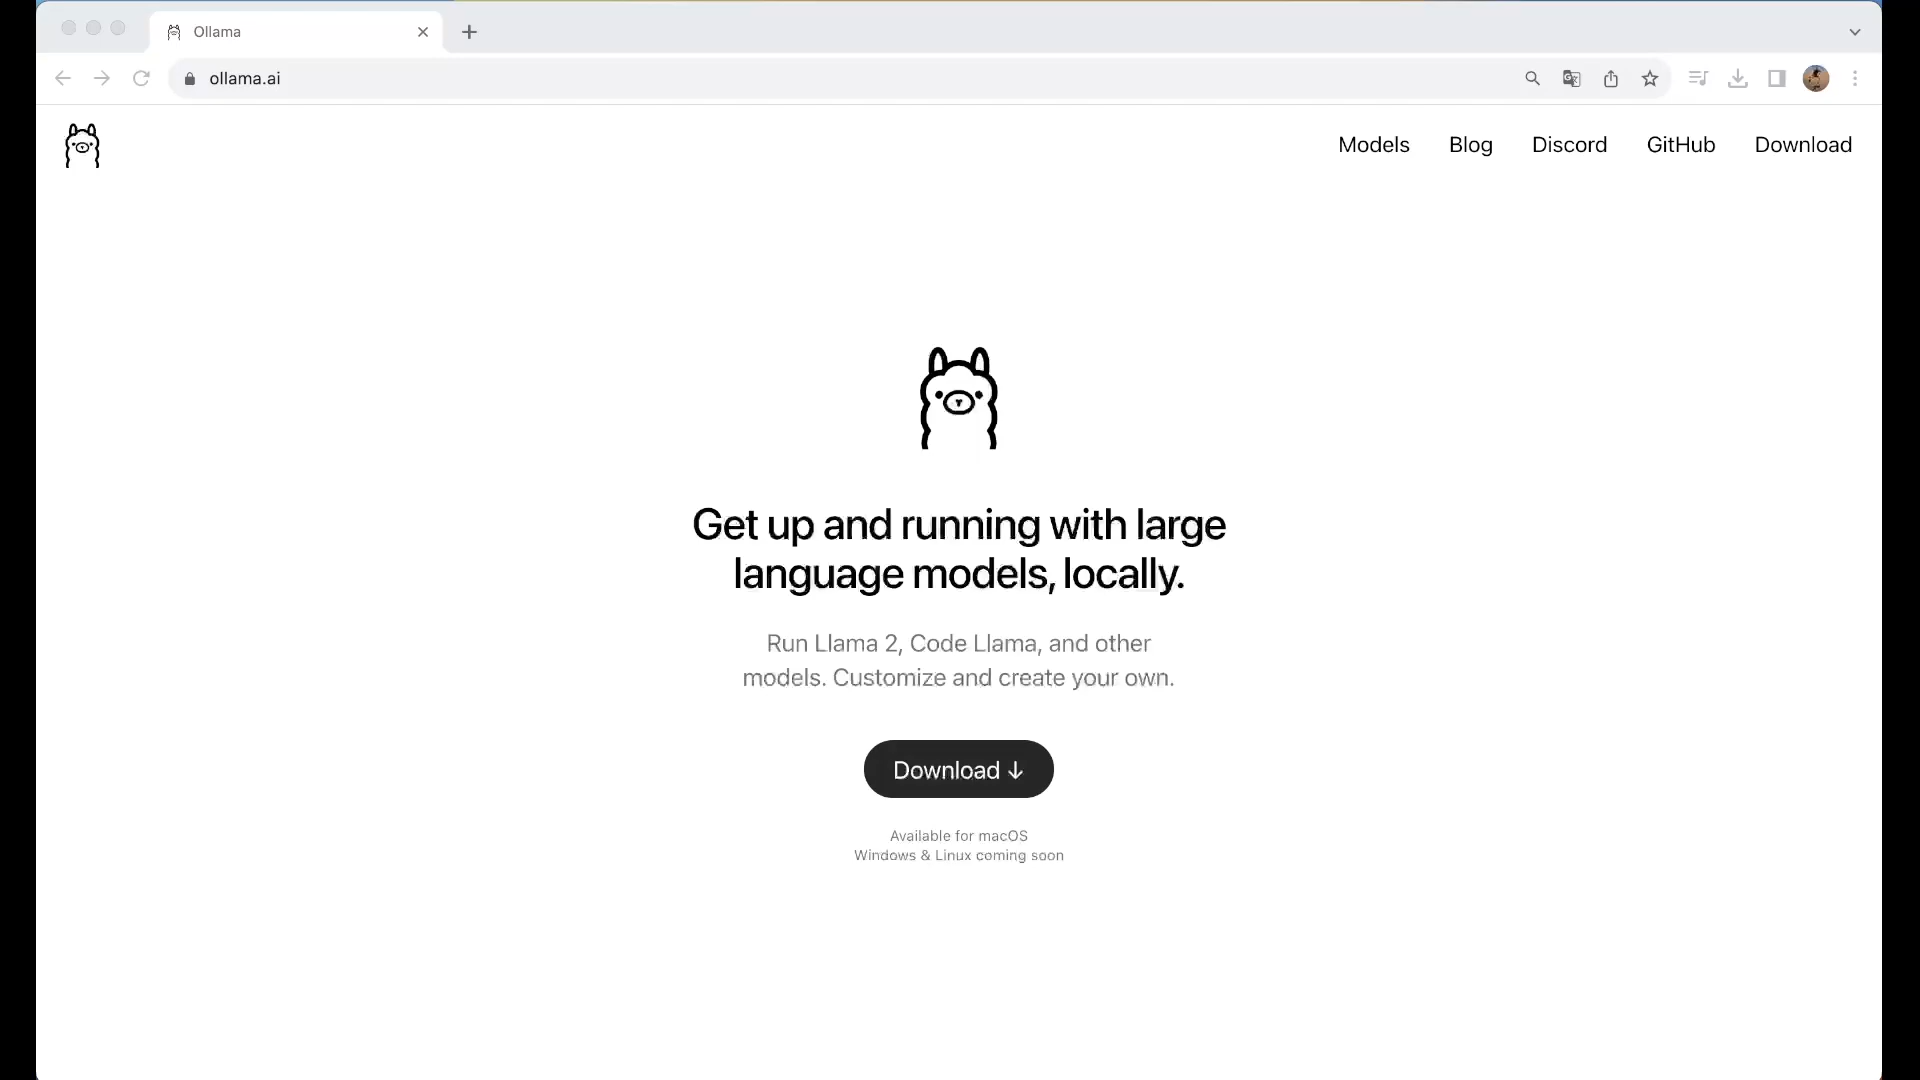 Ollama
ollama.ai
Models Blog Discord GitHub Download
Get up and running with large
language models, locally.
Run Llama 2, Code Llama, and other
models. Customize and create your own.
Download ↓
Available for macOS
Windows & Linux coming soon